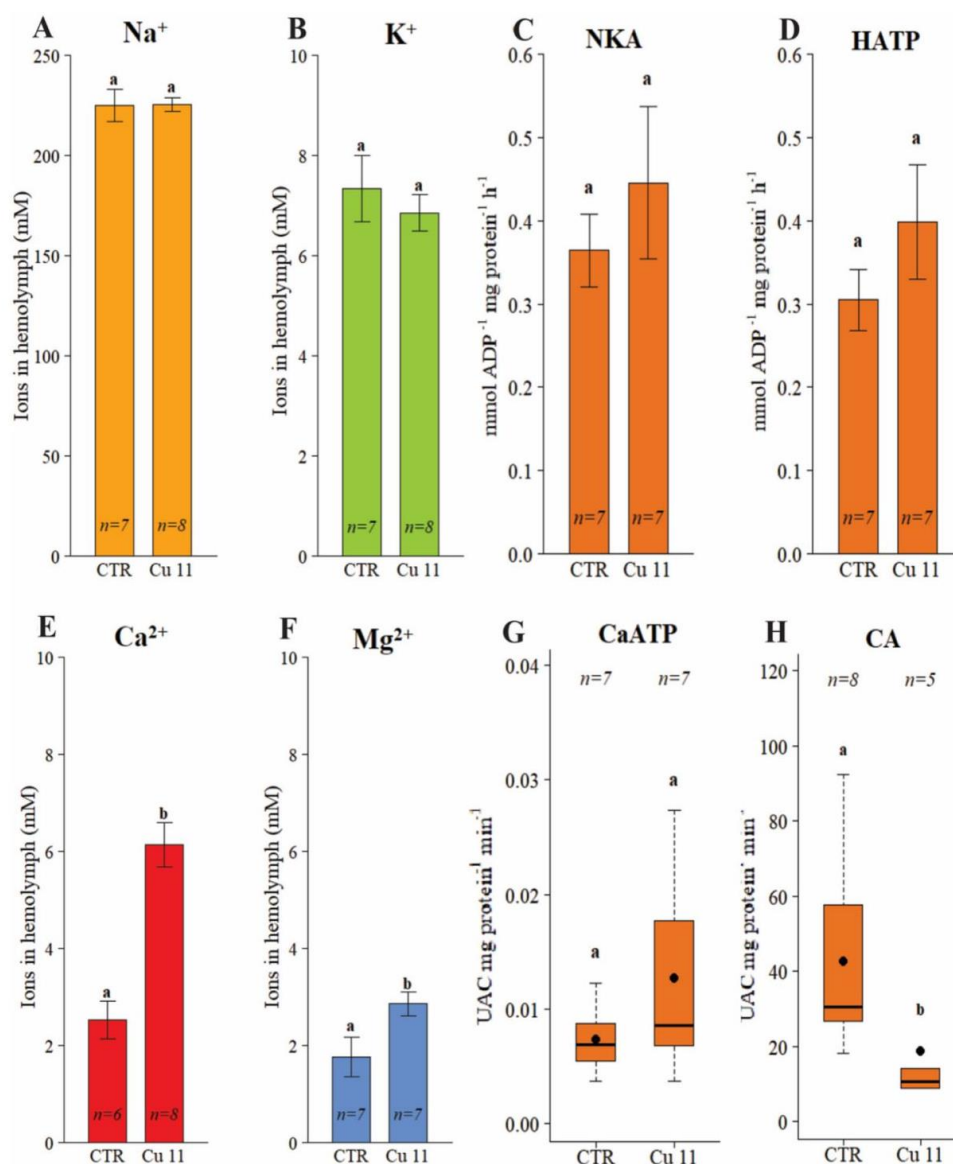 A
Na⁺
Ions in hemolymph (mM)
250
200
150
100
50
0
a
a
n=7
n=8
CTR
Cu 11
B
K⁺
Ions in hemolymph (mM)
10
8
6
4
2
0
a
a
n=7
n=8
CTR
Cu 11
C
NKA
mmol ADP⁻¹ mg protein⁻¹ h⁻¹
0.6
0.5
0.4
0.3
0.2
0.1
0.0
a
a
n=7
n=7
CTR
Cu 11
D
HATP
mmol ADP⁻¹ mg protein⁻¹ h⁻¹
0.6
0.5
0.4
0.3
0.2
0.1
0.0
a
a
n=7
n=7
CTR
Cu 11
E
Ca²⁺
Ions in hemolymph (mM)
10
8
6
4
2
0
a
b
n=6
n=8
CTR
Cu 11
F
Mg²⁺
Ions in hemolymph (mM)
10
8
6
4
2
0
a
b
n=7
n=7
CTR
Cu 11
G
CaATP
UAC mg protein⁻¹ min⁻¹
0.04
0.03
0.02
0.01
0.00
n=7
n=7
a
a
CTR
Cu 11
H
CA
UAC mg protein⁻ min⁻
120
100
80
60
40
20
0
n=8
n=5
a
b
CTR
Cu 11